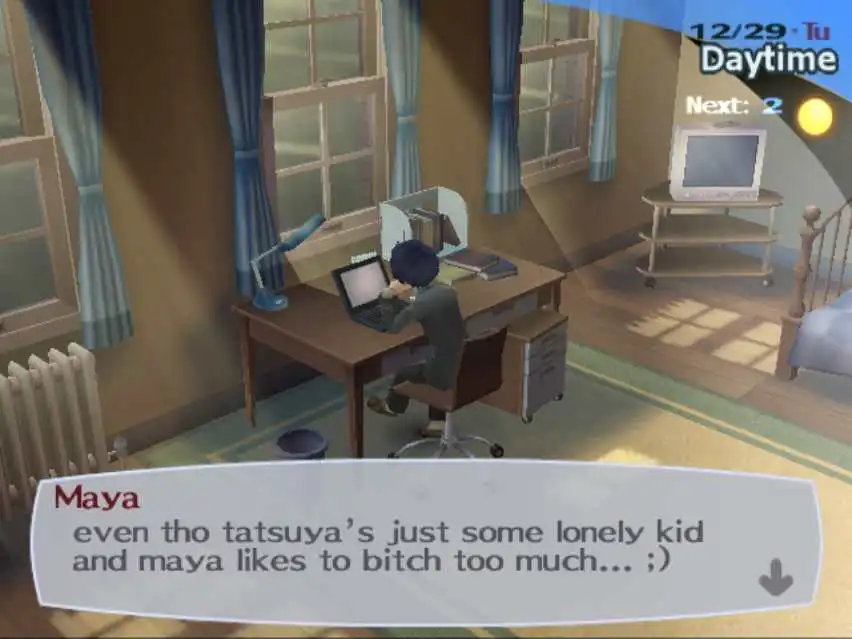 12/29・Tu
Daytime
Next: 2
Maya
even tho tatsuya's just some lonely kid
and maya likes to bitch too much... ;)